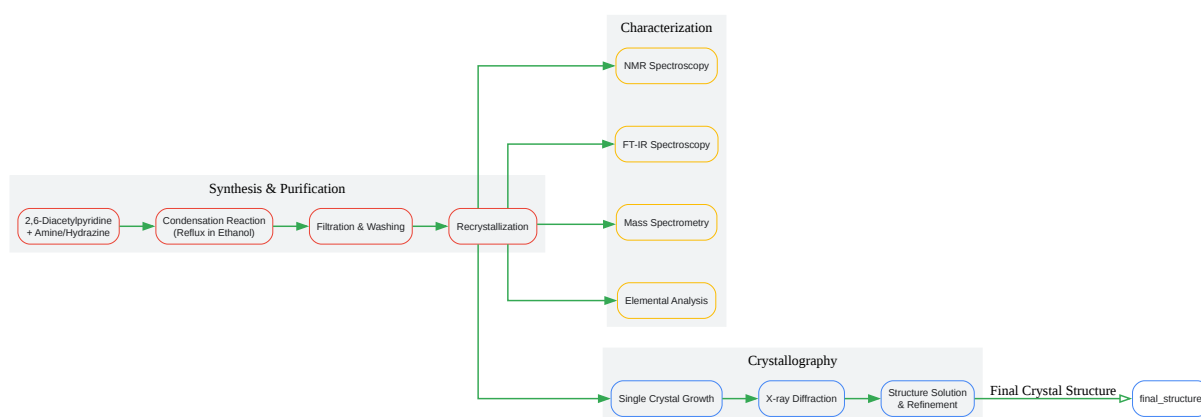 Characterization
NMR Spectroscopy
FT-IR Spectroscopy
Synthesis & Purification
2,6-Diacetylpyridine
+ Amine/Hydrazine
Condensation Reaction
(Reflux in Ethanol)
Filtration & Washing
Recrystallization
Mass Spectrometry
Elemental Analysis
Crystallography
Single Crystal Growth
X-ray Diffraction
Structure Solution
& Refinement
Final Crystal Structure
final_structure